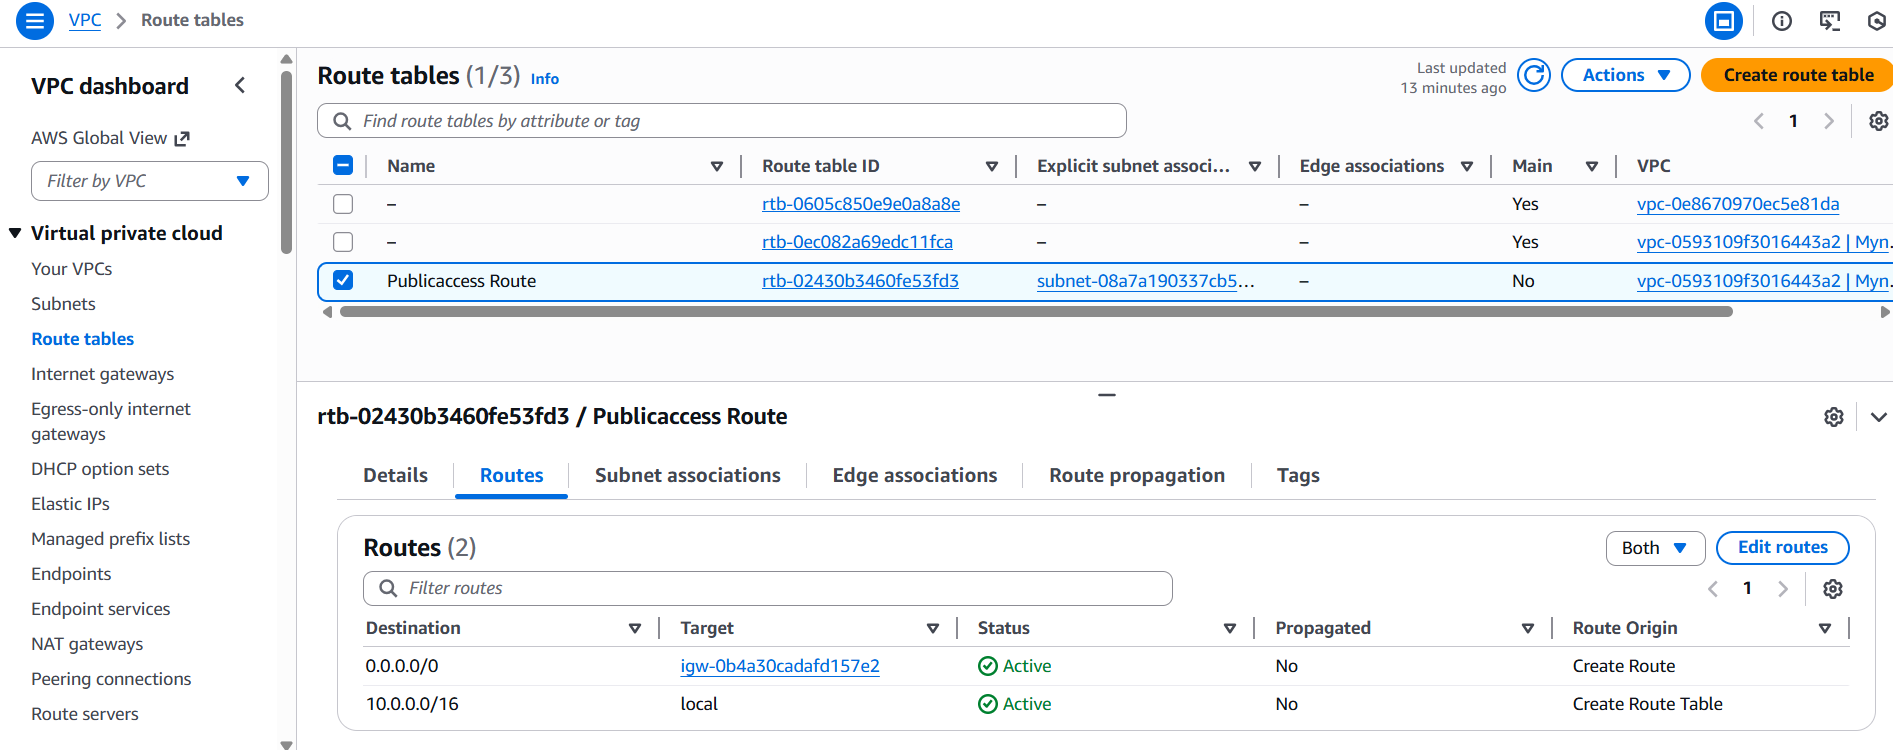 VPC > Route tables
VPC dashboard
AWS Global View
Filter by VPC
Virtual private cloud
Your VPCs
Subnets
Route tables
Internet gateways
Egress-only internet
gateways
DHCP option sets
Elastic IPs
Managed prefix lists
Endpoints
Endpoint services
NAT gateways
Peering connections
Route servers
Route tables (1/3) Info
Last updated
13 minutes ago
Actions
Create route table
Find route tables by attribute or tag
1
Name Route table ID Explicit subnet associ... Edge associations Main VPC
– rtb-0605c850e9e0a8a8e – – Yes vpc-0e8670970ec5e81da
– rtb-0ec082a69edc11fca – – Yes vpc-0593109f3016443a2 | Myn.
Publicaccess Route rtb-02430b3460fe53fd3 subnet-08a7a190337cb5... – No vpc-0593109f3016443a2 | Myn.
rtb-02430b3460fe53fd3 / Publicaccess Route
Details Routes Subnet associations Edge associations Route propagation Tags
Routes (2)
Both
Edit routes
Filter routes
1
Destination Target Status Propagated Route Origin
0.0.0.0/0 igw-0b4a30cadafd157e2 Active No Create Route
10.0.0.0/16 local Active No Create Route Table